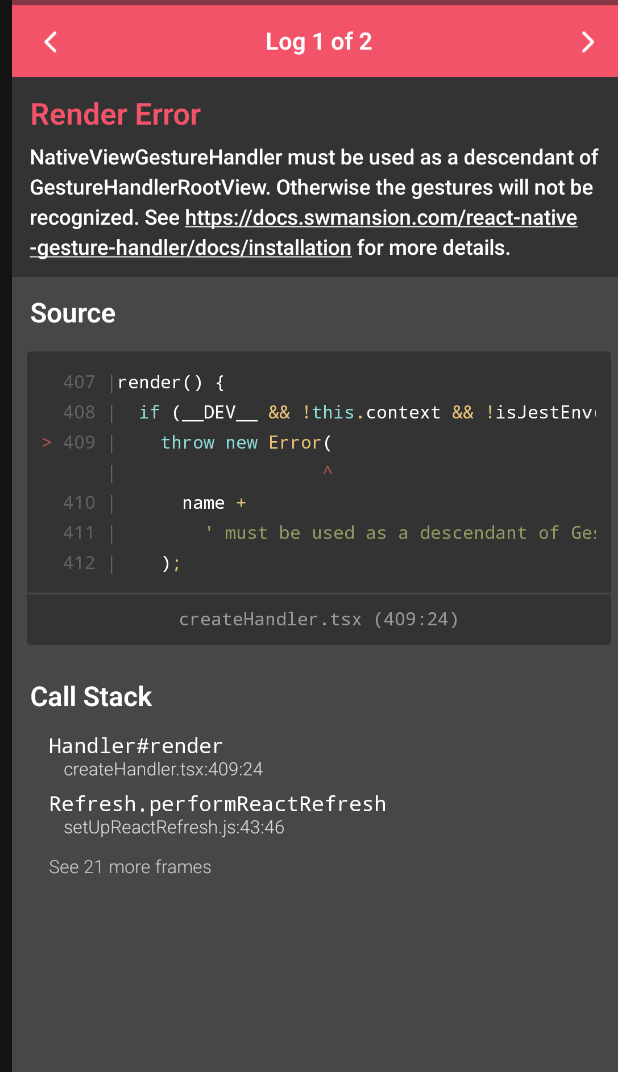 Log 1 of 2
Render Error
NativeViewGestureHandler must be used as a descendant of
GestureHandlerRootView. Otherwise the gestures will not be
recognized. See https://docs.swmansion.com/react-native
-gesture-handler/docs/installation for more details.
Source
407 |render() {
408 |  if (__DEV__ && !this.context && !isJestEnv(
> 409 |    throw new Error(
|                   ^
410 |      name +
411 |        ' must be used as a descendant of Ges
412 |    );
createHandler.tsx (409:24)
Call Stack
Handler#render
createHandler.tsx:409:24
Refresh.performReactRefresh
setUpReactRefresh.js:43:46
See 21 more frames